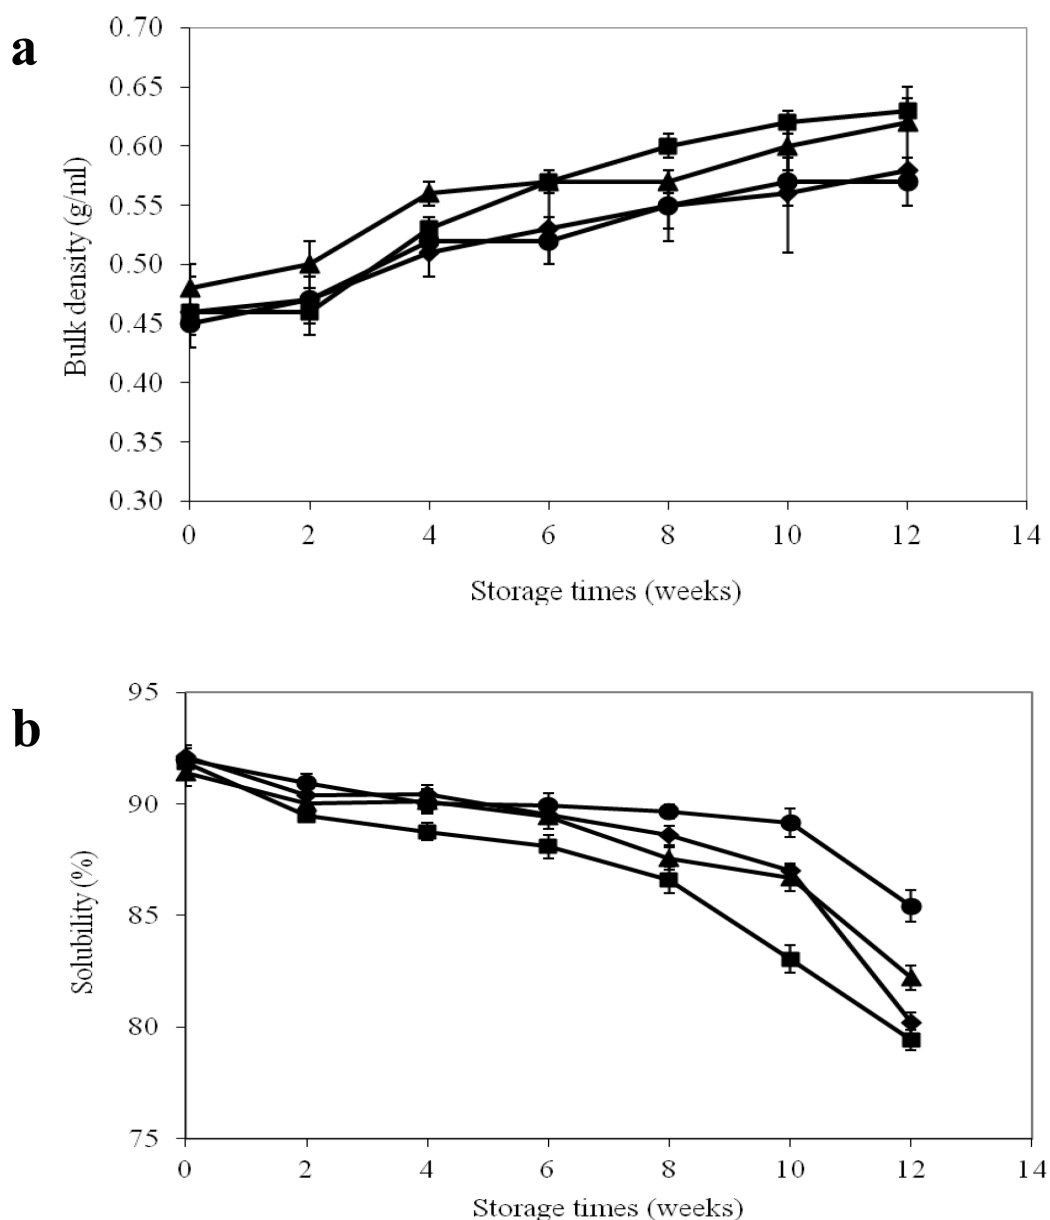 a
0.70
0.65
0.60
0.55
0.50
0.45
0.40
0.35
0.30
Bulk density (g/ml)
0 2 4 6 8 10 12 14
Storage times (weeks)
b
95
90
85
80
75
Solubility (%)
0 2 4 6 8 10 12 14
Storage times (weeks)